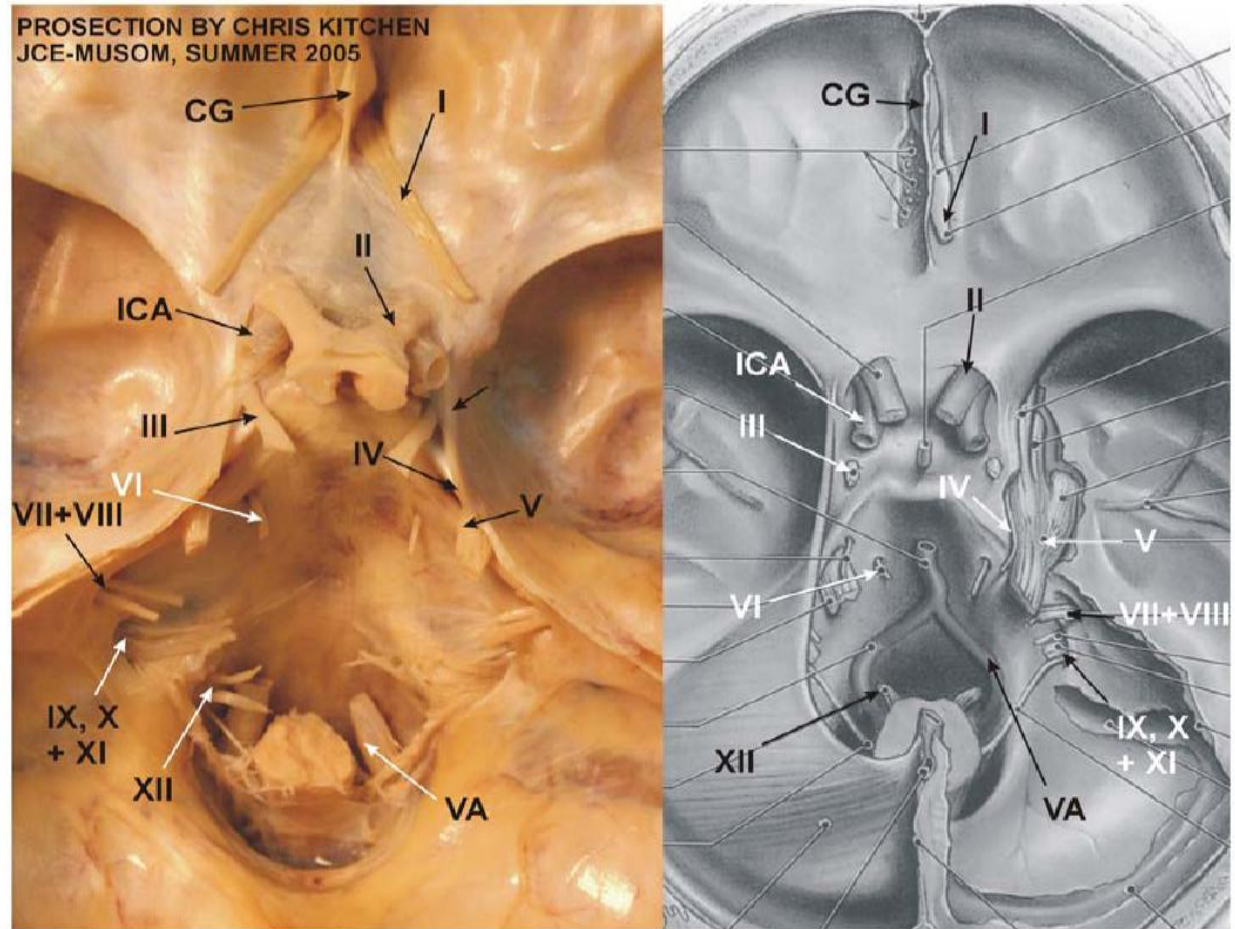 PROSECTION BY CHRIS KITCHEN
JCE-MUSOM, SUMMER 2005
CG
I
II
ICA
III
IV
VI
V
VII+VIII
IX, X
+ XI
XII
VA
CG
I
II
ICA
III
IV
V
VI
VII+VIII
IX, X
+ XI
XII
VA